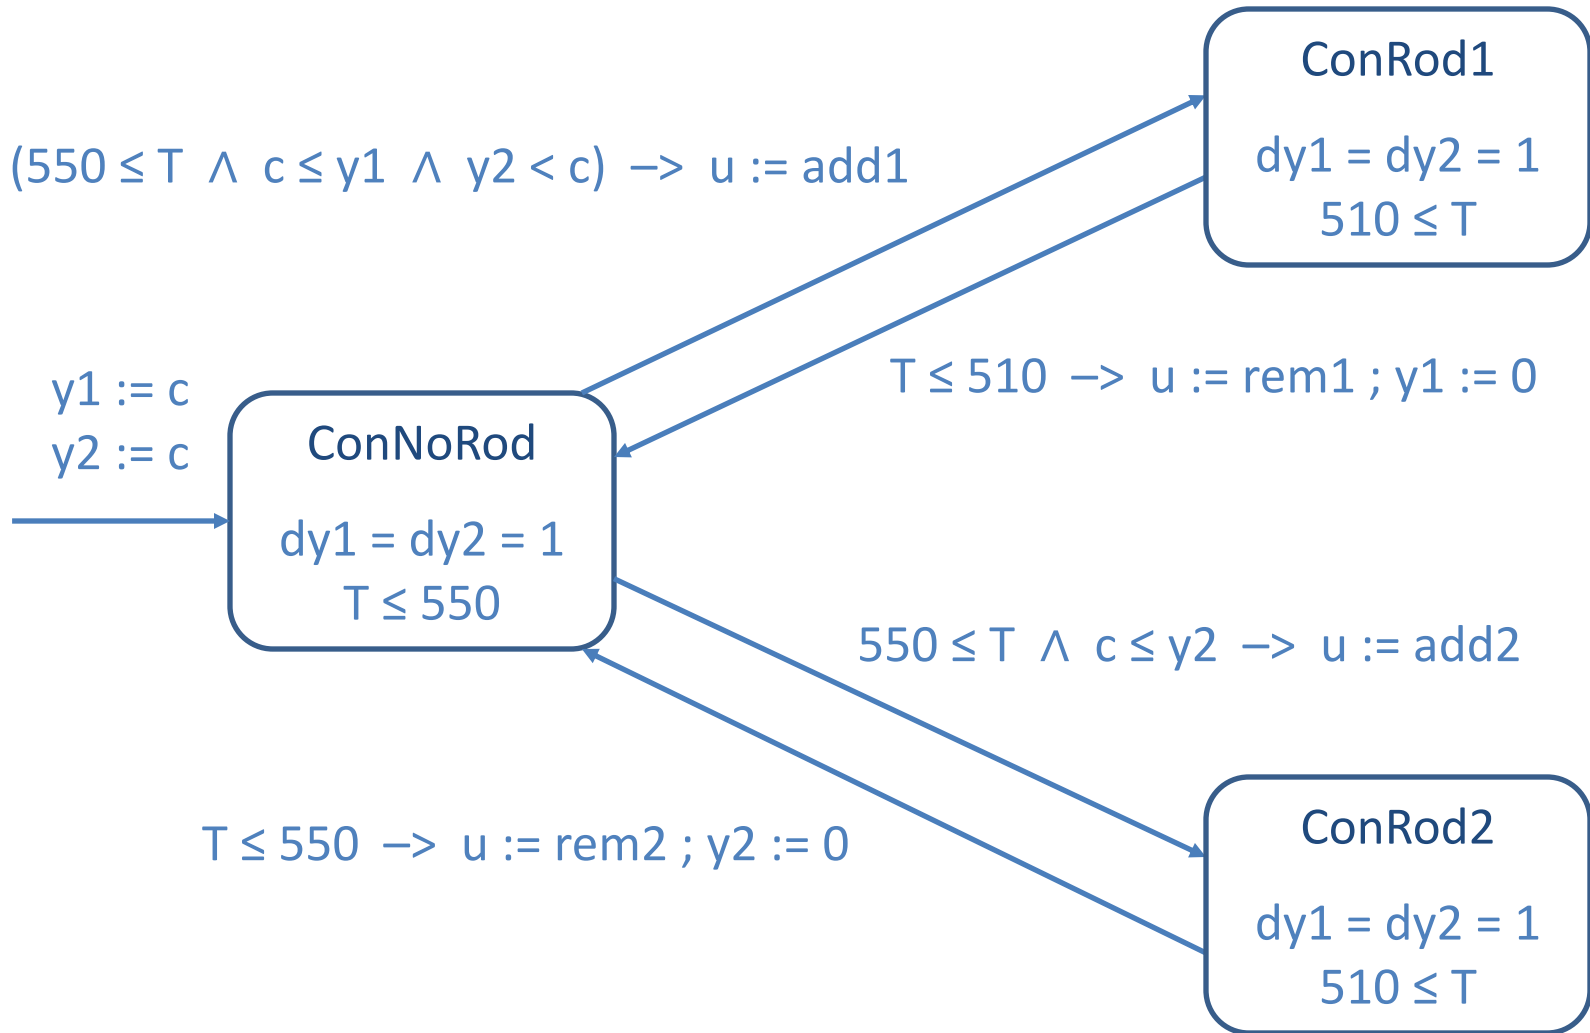 ConRod1
dy1 = dy2 = 1
510 ≤ T
(550 ≤ T ∧ c ≤ y1 ∧ y2 < c) –> u := add1
T ≤ 510 –> u := rem1 ; y1 := 0
y1 := c
y2 := c
ConNoRod
dy1 = dy2 = 1
T ≤ 550
550 ≤ T ∧ c ≤ y2 –> u := add2
T ≤ 550 –> u := rem2 ; y2 := 0
ConRod2
dy1 = dy2 = 1
510 ≤ T